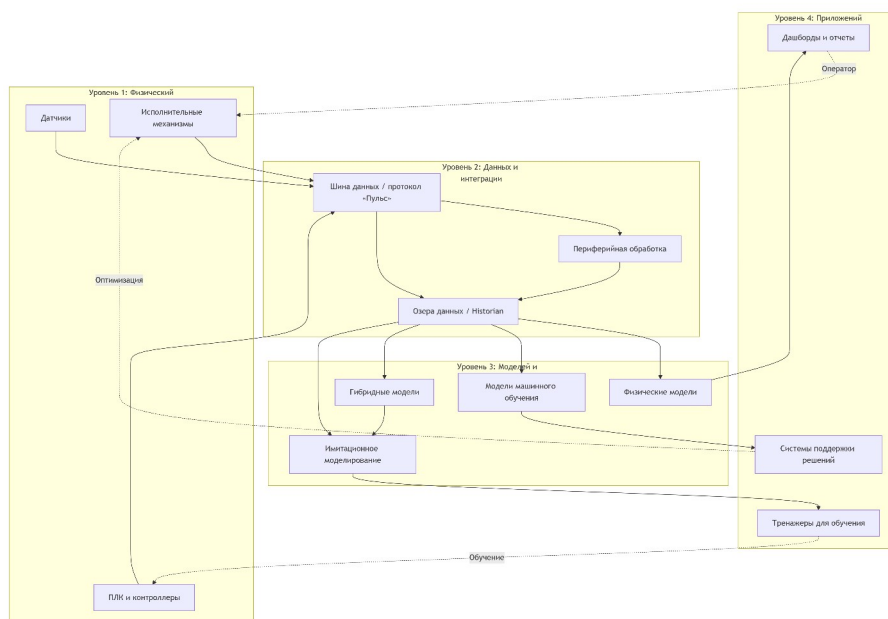 Уровень 4: Приложений
Дашборды и отчеты
Оператор
Уровень 1: Физический
Датчики
Исполнительные
механизмы
Уровень 2: Данных и
интеграции
Шина данных / протокол
«Пульс»
Периферийная обработка
Оптимизация
Озера данных / Historian
Уровень 3: Моделей и
Гибридные модели
Модели машинного
обучения
Физические модели
Имитационное
моделирование
Системы поддержки
решений
Тренажеры для обучения
Обучение
ПЛК и контроллеры